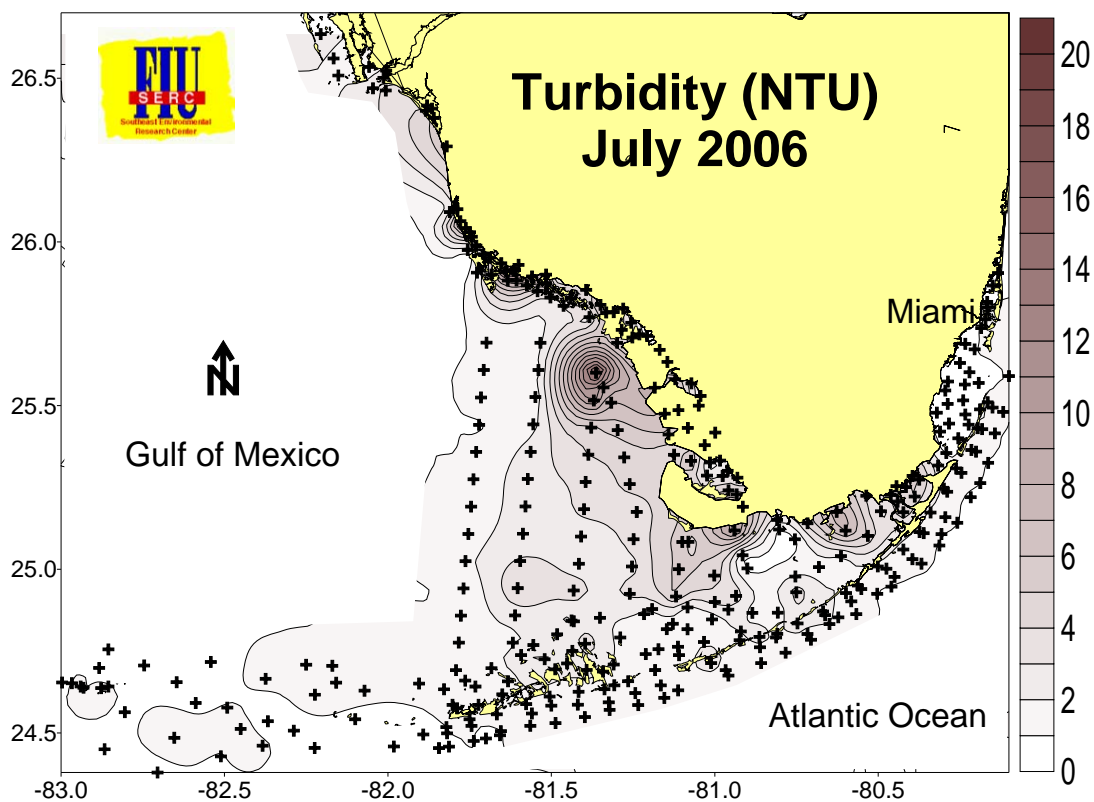 FIU
SERC
Southeast Environmental
Research Center
Turbidity (NTU)
July 2006
Miami
Gulf of Mexico
Atlantic Ocean
N
26.5
26.0
25.5
25.0
24.5
-83.0
-82.5
-82.0
-81.5
-81.0
-80.5
20
18
16
14
12
10
8
6
4
2
0